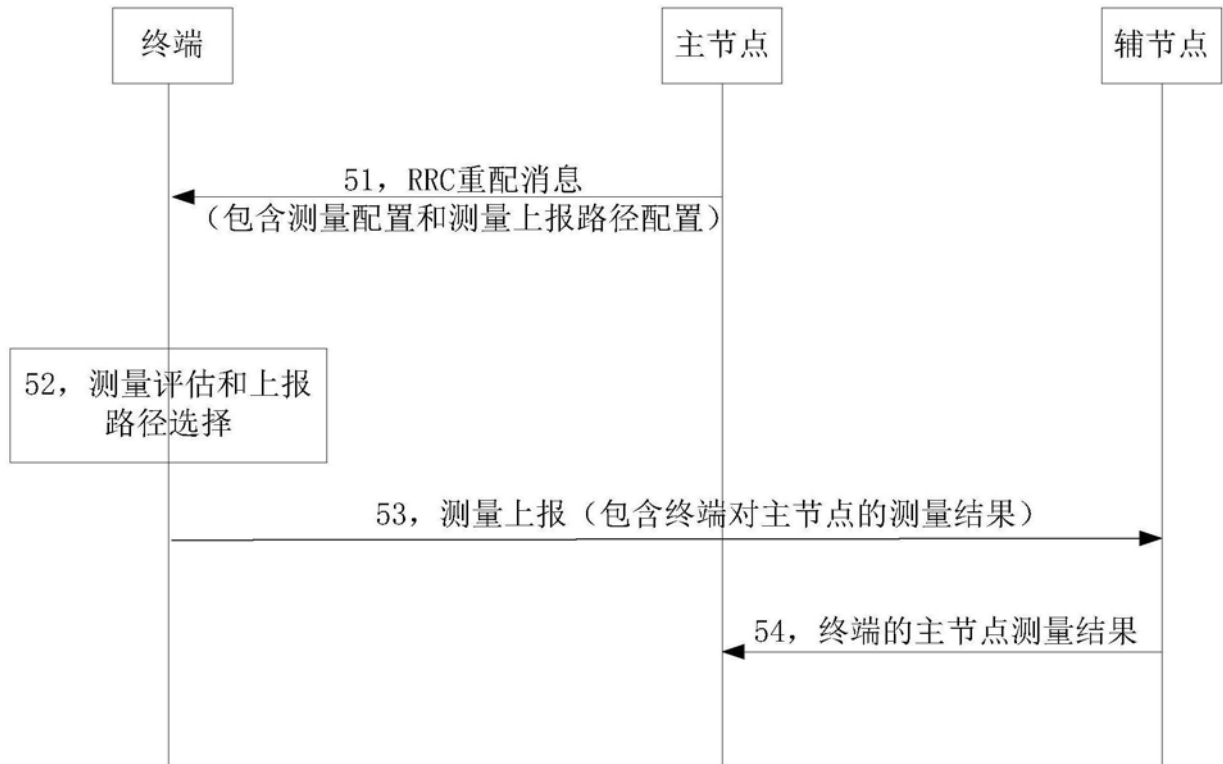 终端
主节点
辅节点
51，RRC重配消息
（包含测量配置和测量上报路径配置）
52，测量评估和上报
路径选择
53，测量上报（包含终端对主节点的测量结果）
54，终端的主节点测量结果